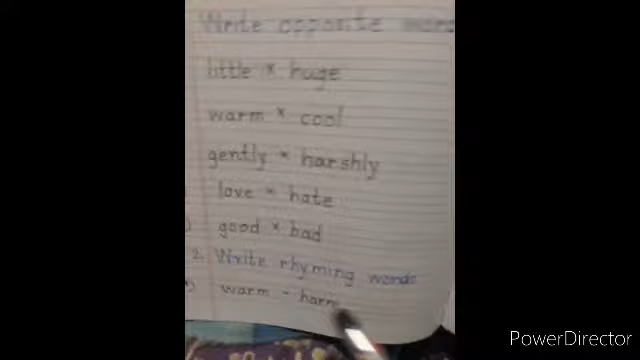 Write opposite word
little × huge
warm × cool
gently × harshly
love × hate
) good × bad
2. Write rhyming words
) warm - harm
PowerDirector